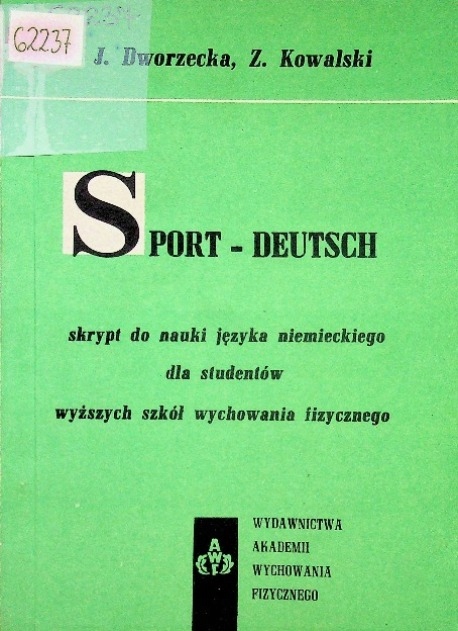 62237
J. Dworzecka, Z. Kowalski
SPORT - DEUTSCH
skrypt do nauki języka niemieckiego
dla studentów
wyższych szkół wychowania fizycznego
AWF
WYDAWNICTWA
AKADEMII
WYCHOWANIA
FIZYCZNEGO